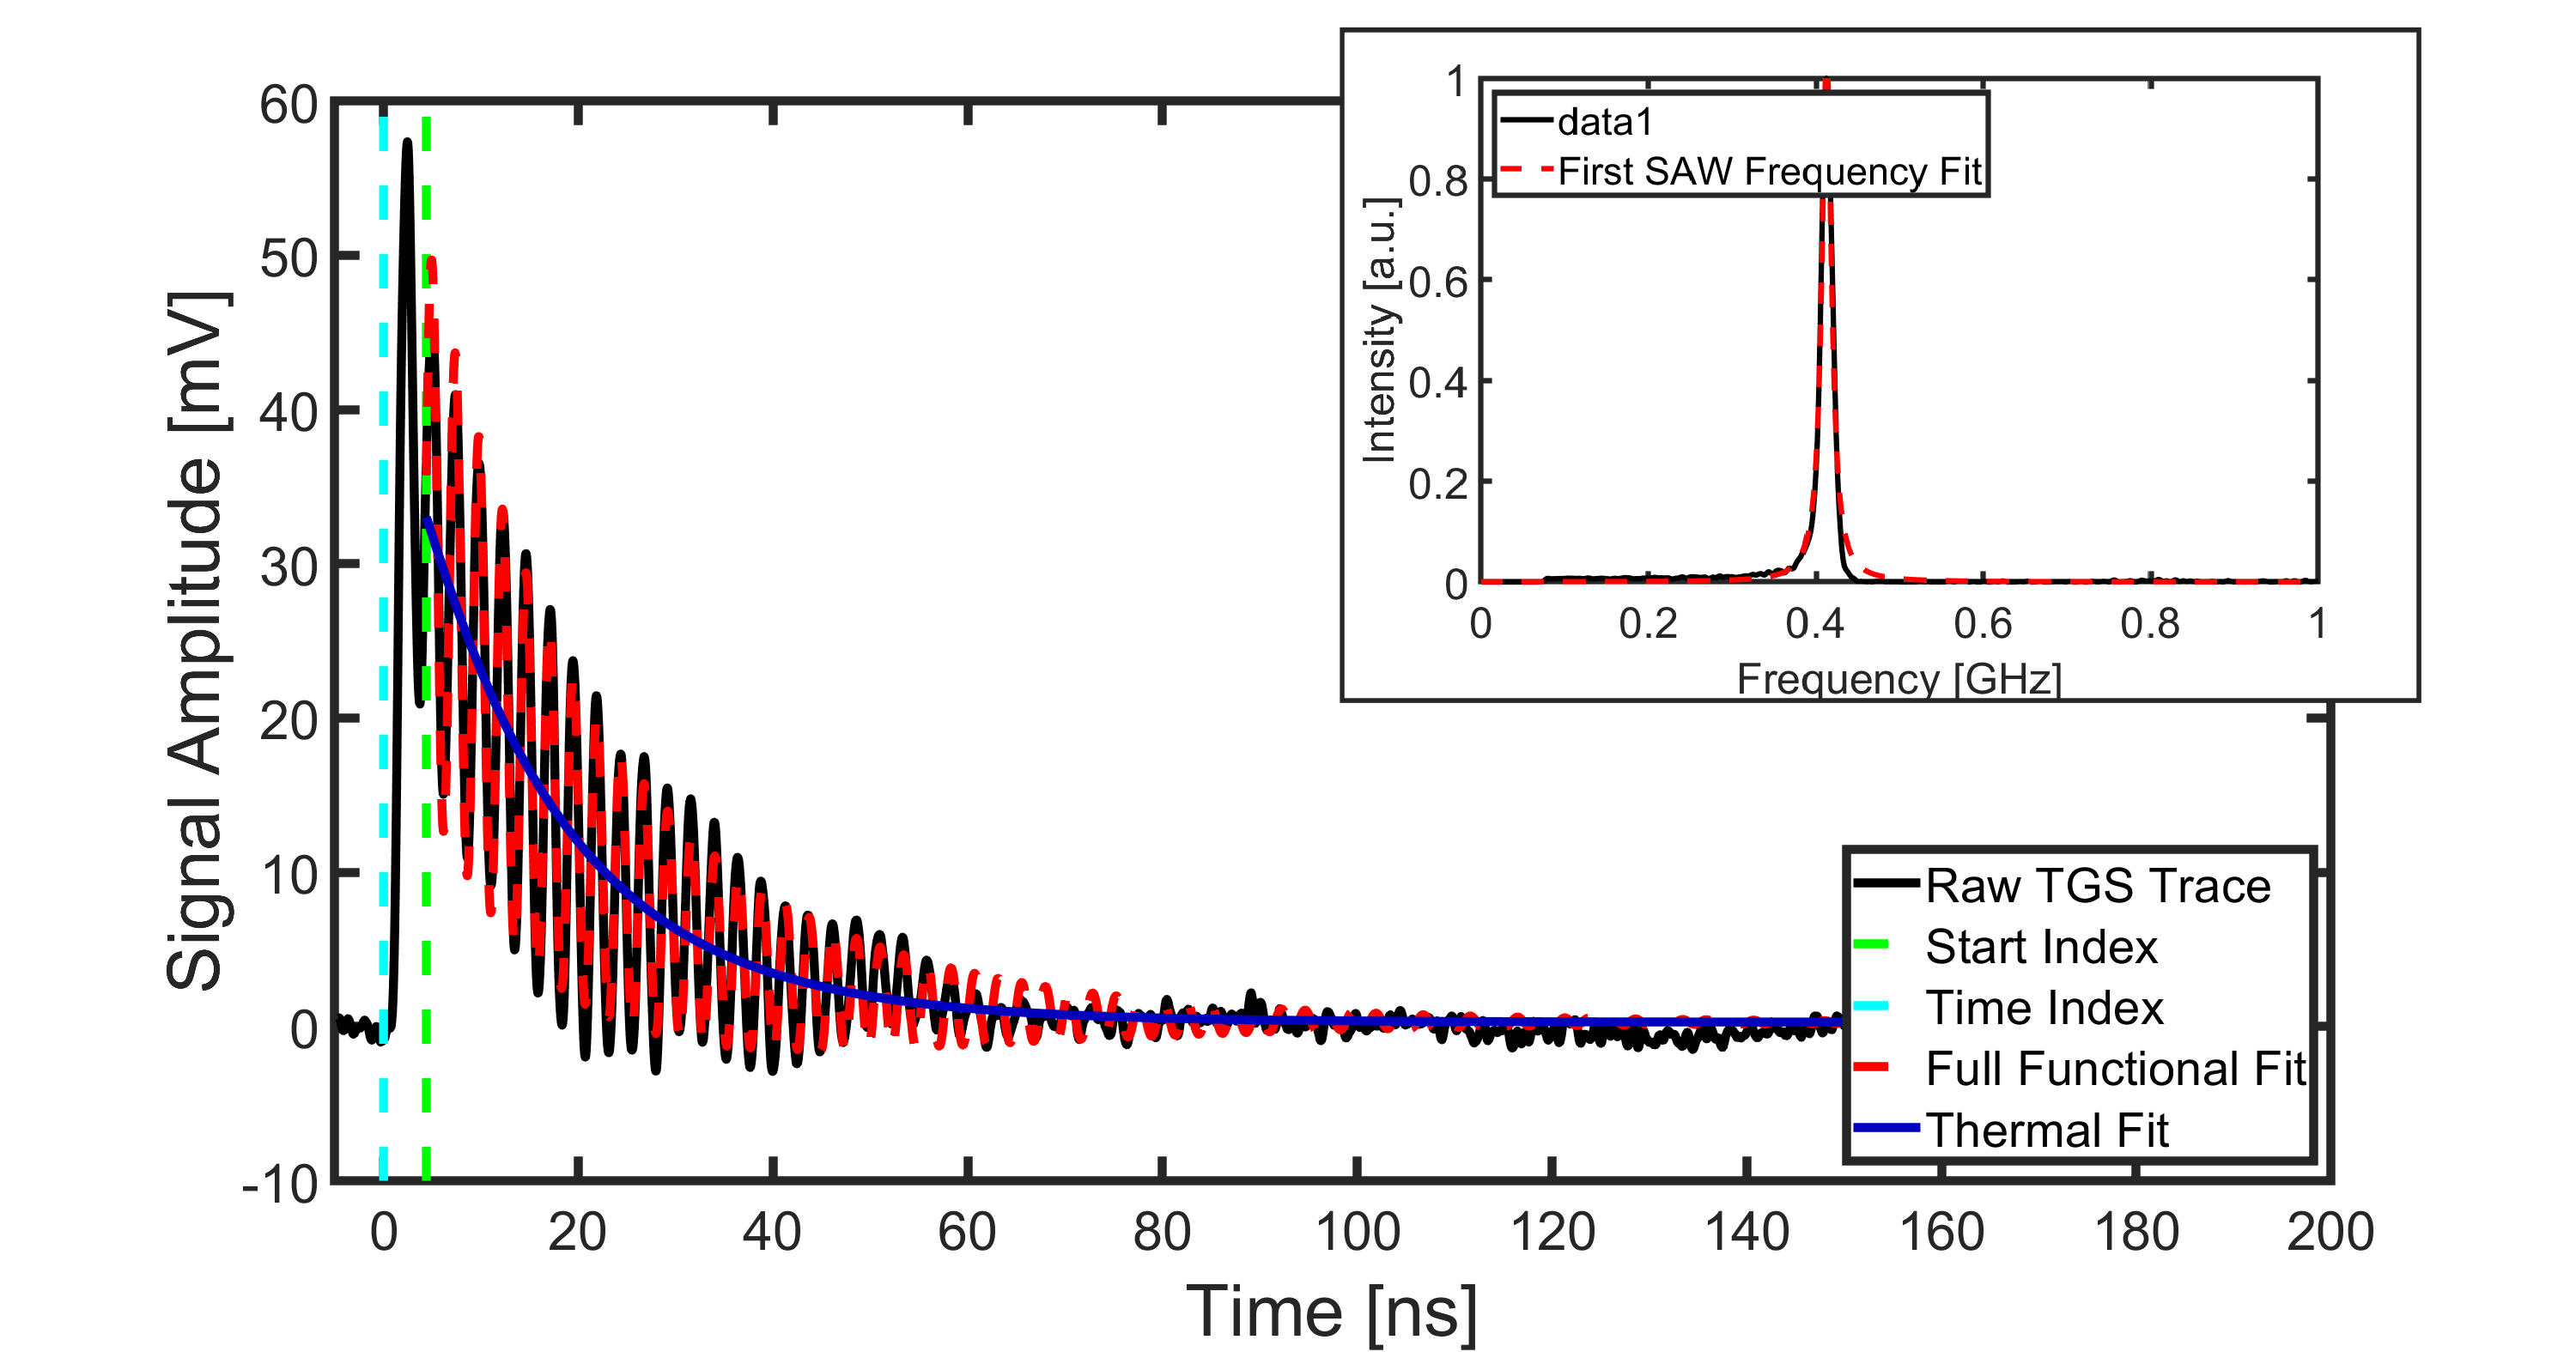 60
50
40
30
20
10
0
-10
Signal Amplitude [mV]
0 20 40 60 80 100 120 140 160 180 200
Time [ns]
1
0.8
0.6
0.4
0.2
0
Intensity [a.u.]
data1
First SAW Frequency Fit
0 0.2 0.4 0.6 0.8 1
Frequency [GHz]
Raw TGS Trace
Start Index
Time Index
Full Functional Fit
Thermal Fit